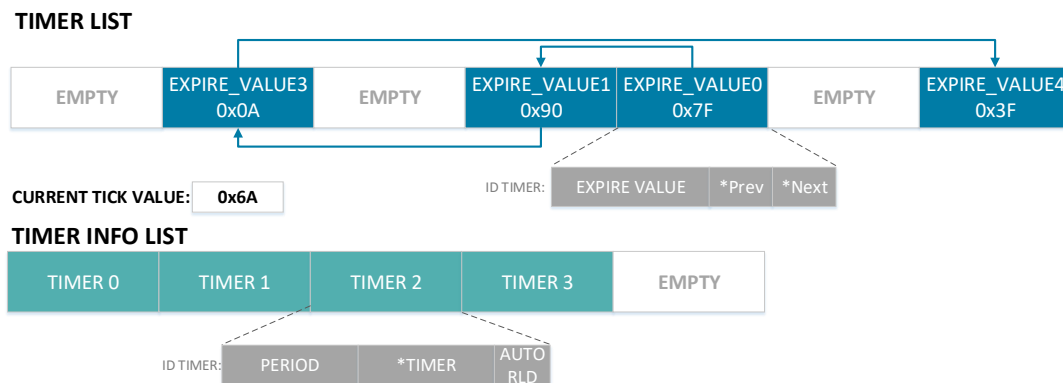 TIMER LIST
EMPTY
EXPIRE_VALUE3
0x0A
EMPTY
EXPIRE_VALUE1
0x90
EXPIRE_VALUE0
0x7F
EMPTY
EXPIRE_VALUE4
0x3F
ID TIMER: EXPIRE VALUE *Prev *Next
CURRENT TICK VALUE: 0x6A
TIMER INFO LIST
TIMER 0 TIMER 1 TIMER 2 TIMER 3 EMPTY
ID TIMER: PERIOD *TIMER AUTO
RLD